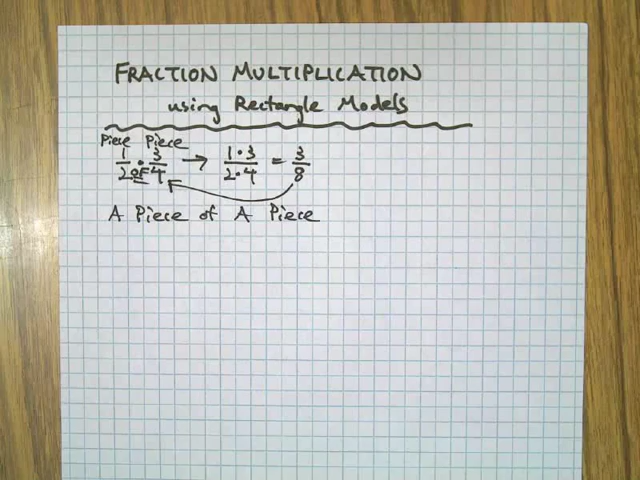 FRACTION MULTIPLICATION
using Rectangle Models
Piece Piece
1/2 • 3/4 → 1•3/2•4 = 3/8
OF
A Piece of A Piece